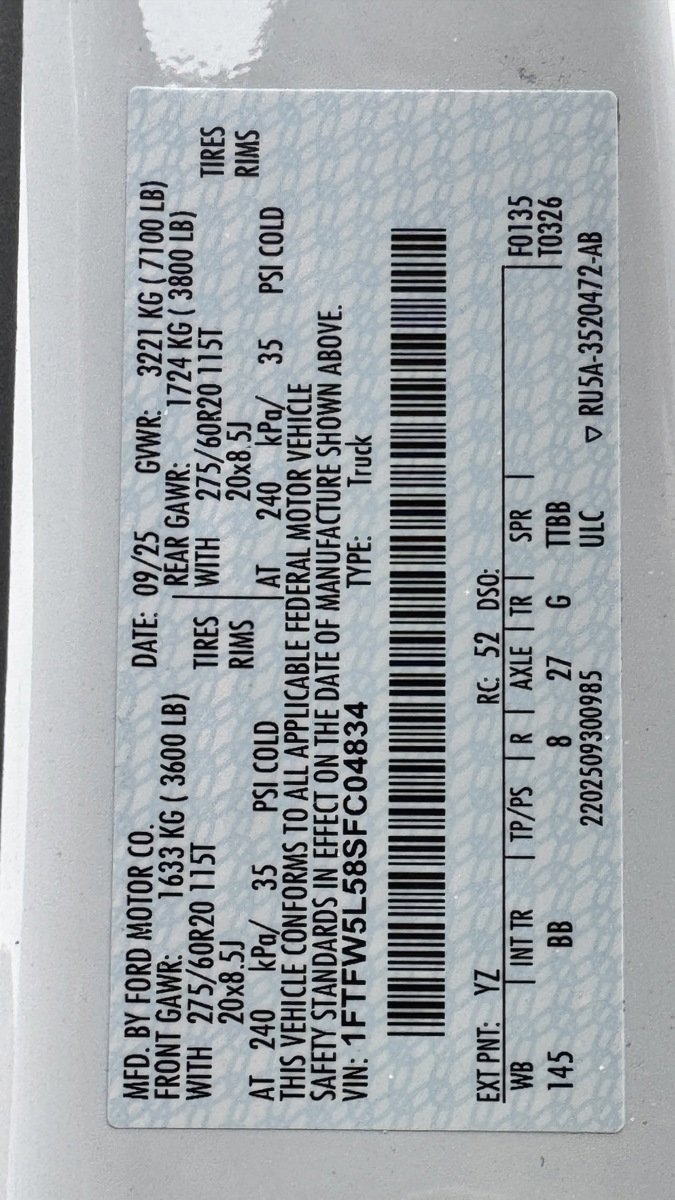 MFD. BY FORD MOTOR CO.
DATE: 09/25 GVWR: 3221 KG ( 7100 LB)
FRONT GAWR: 1633 KG ( 3600 LB)
REAR GAWR: 1724 KG ( 3800 LB)
WITH 275/60R20 115T TIRES
WITH 275/60R20 115T TIRES
20x8.5J RIMS
20x8.5J RIMS
AT 240 kPa/ 35 PSI COLD
AT 240 kPa/ 35 PSI COLD
THIS VEHICLE CONFORMS TO ALL APPLICABLE FEDERAL MOTOR VEHICLE
SAFETY STANDARDS IN EFFECT ON THE DATE OF MANUFACTURE SHOWN ABOVE.
VIN: 1FTFW5L58SFC04834 TYPE: Truck
EXT PNT: YZ RC: 52 DSO:
WB INT TR TP/PS R AXLE TR SPR F0135
T0326
145 BB 8 27 G TTBB
ULC
2202509300985 ▽ RU5A-3520472-AB